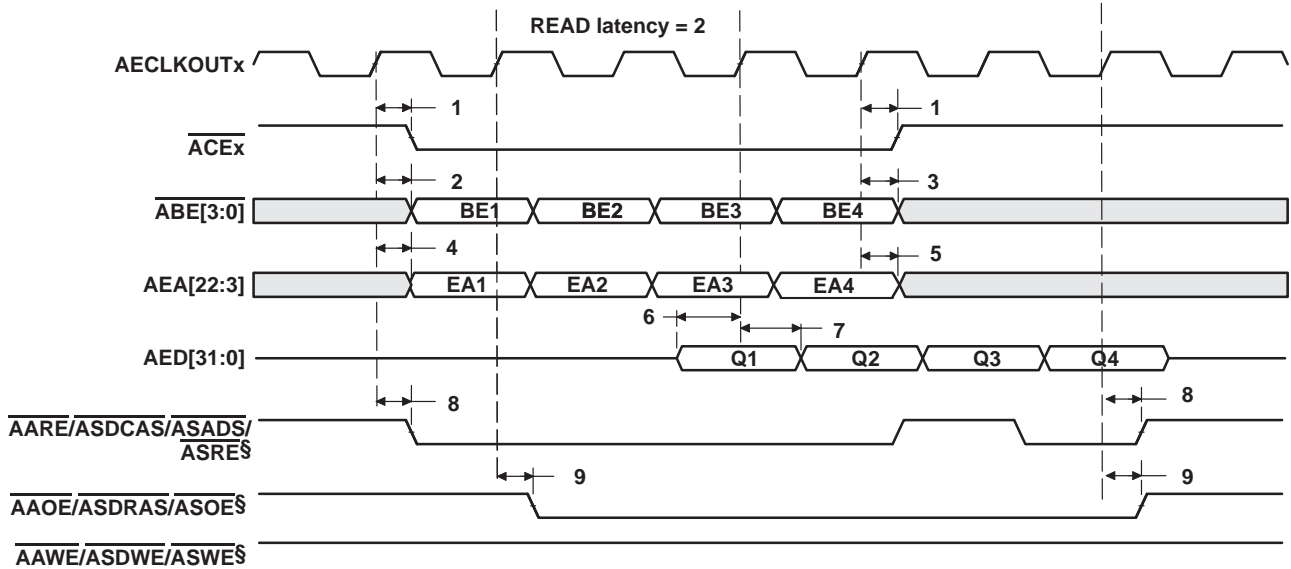 READ latency = 2
AECLKOUTx
1 1
ACEx
2 3
ABE[3:0] BE1 BE2 BE3 BE4
4 5
AEA[22:3] EA1 EA2 EA3 EA4
6 7
AED[31:0] Q1 Q2 Q3 Q4
8 8
AARE/ASDCAS/ASADS/
ASRE§
9 9
AAOE/ASDRAS/ASOE§
AAWE/ASDWE/ASWE§